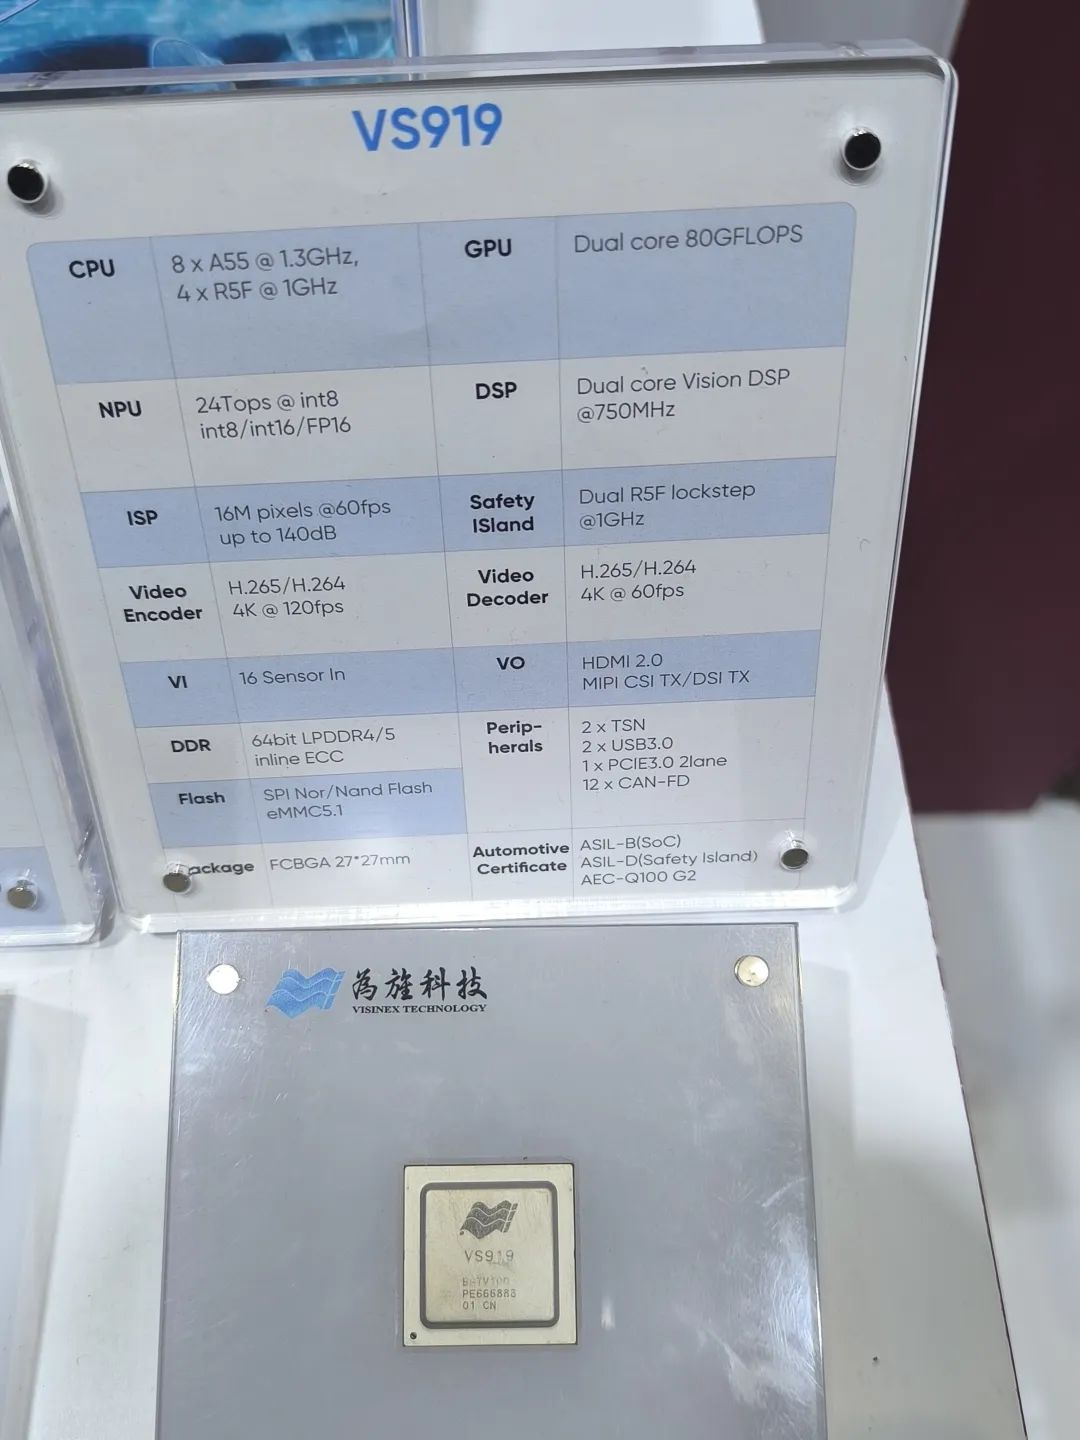 VS919
CPU
8 x A55 @ 1.3GHz,
4 x R5F @ 1GHz
GPU
Dual core 80GFLOPS
NPU
24Tops @ int8
int8/int16/FP16
DSP
Dual core Vision DSP
@750MHz
ISP
16M pixels @60fps
up to 140dB
Safety
ISland
Dual R5F lockstep
@1GHz
Video
Encoder
H.265/H.264
4K @ 120fps
Video
Decoder
H.265/H.264
4K @ 60fps
VI
16 Sensor In
VO
HDMI 2.0
MIPI CSI TX/DSI TX
DDR
64bit LPDDR4/5
inline ECC
Perip-
herals
2 x TSN
2 x USB3.0
1 x PCIE3.0 2lane
12 x CAN-FD
Flash
SPI Nor/Nand Flash
eMMC5.1
Package
FCBGA 27*27mm
Automotive
Certificate
ASIL-B(SoC)
ASIL-D(Safety Island)
AEC-Q100 G2
為旌科技
VISINEX TECHNOLOGY
VS919
PE666883
01 CN